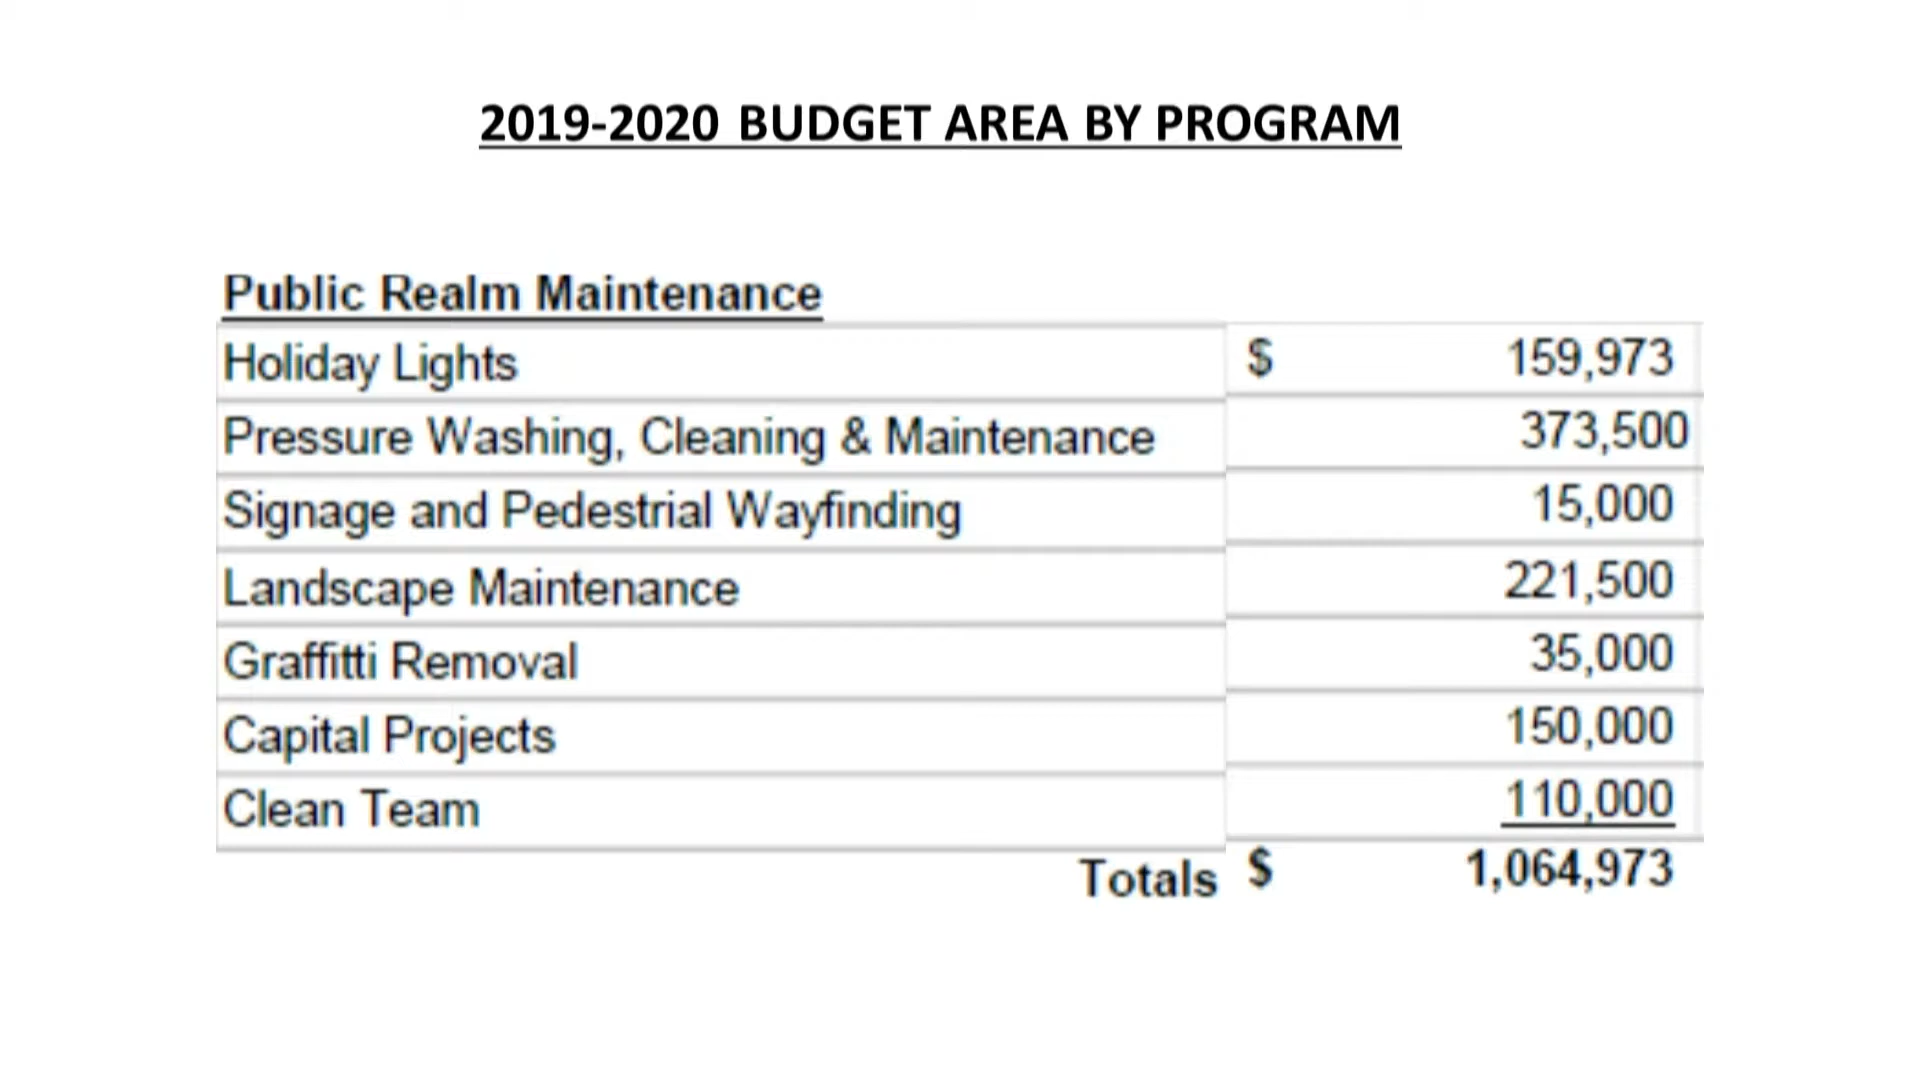 2019-2020 BUDGET AREA BY PROGRAM
Public Realm Maintenance
Holiday Lights $ 159,973
Pressure Washing, Cleaning & Maintenance 373,500
Signage and Pedestrial Wayfinding 15,000
Landscape Maintenance 221,500
Graffitti Removal 35,000
Capital Projects 150,000
Clean Team 110,000
Totals $ 1,064,973